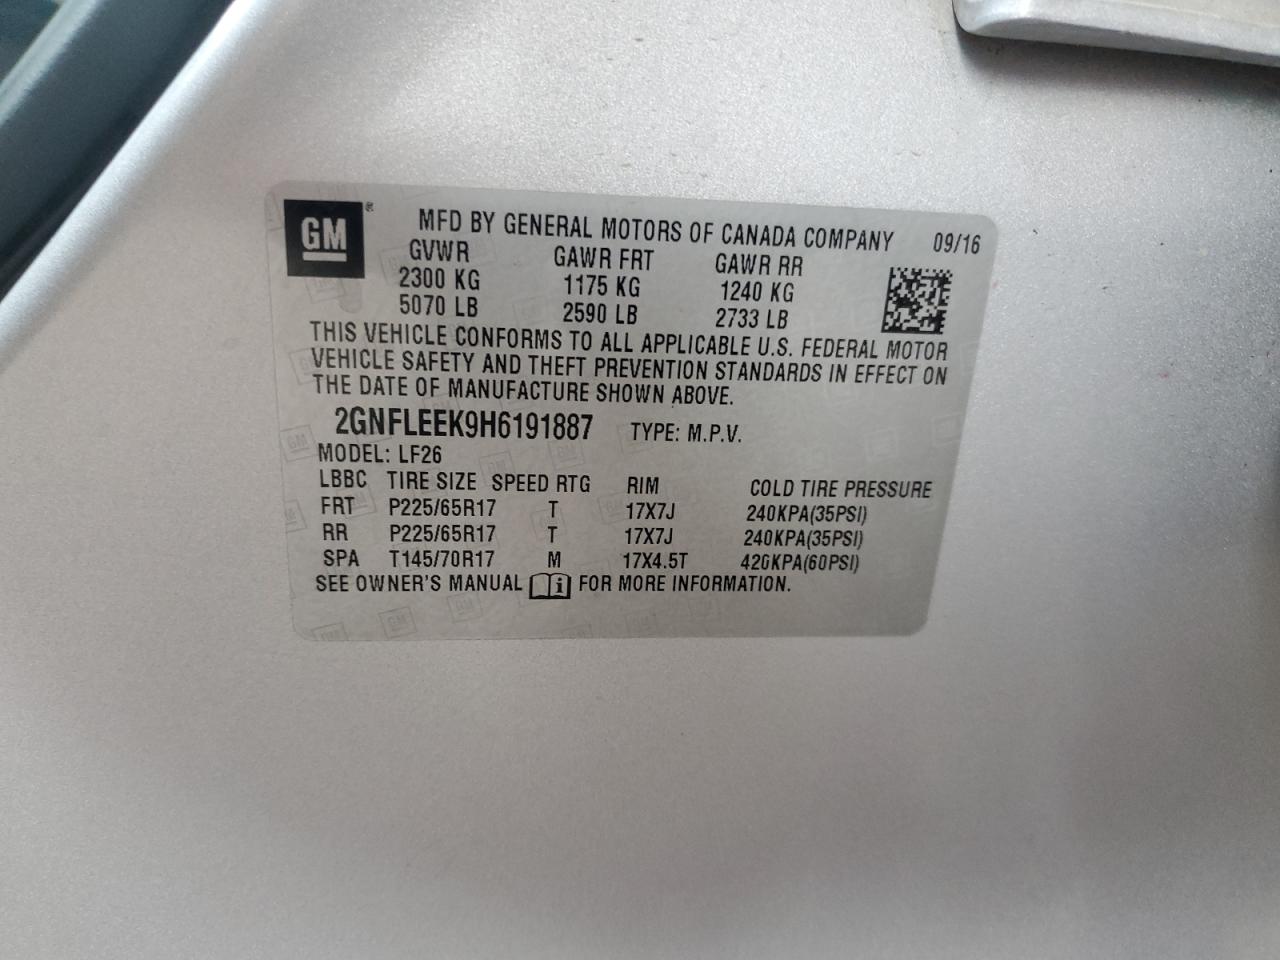 GM ® MFD BY GENERAL MOTORS OF CANADA COMPANY 09/16
GVWR GAWR FRT GAWR RR
2300 KG 1175 KG 1240 KG
5070 LB 2590 LB 2733 LB
THIS VEHICLE CONFORMS TO ALL APPLICABLE U.S. FEDERAL MOTOR
VEHICLE SAFETY AND THEFT PREVENTION STANDARDS IN EFFECT ON
THE DATE OF MANUFACTURE SHOWN ABOVE.
2GNFLEEK9H6191887 TYPE: M.P.V.
MODEL: LF26
LBBC TIRE SIZE SPEED RTG RIM COLD TIRE PRESSURE
FRT P225/65R17 T 17X7J 240KPA(35PSI)
RR P225/65R17 T 17X7J 240KPA(35PSI)
SPA T145/70R17 M 17X4.5T 420KPA(60PSI)
SEE OWNER'S MANUAL i FOR MORE INFORMATION.